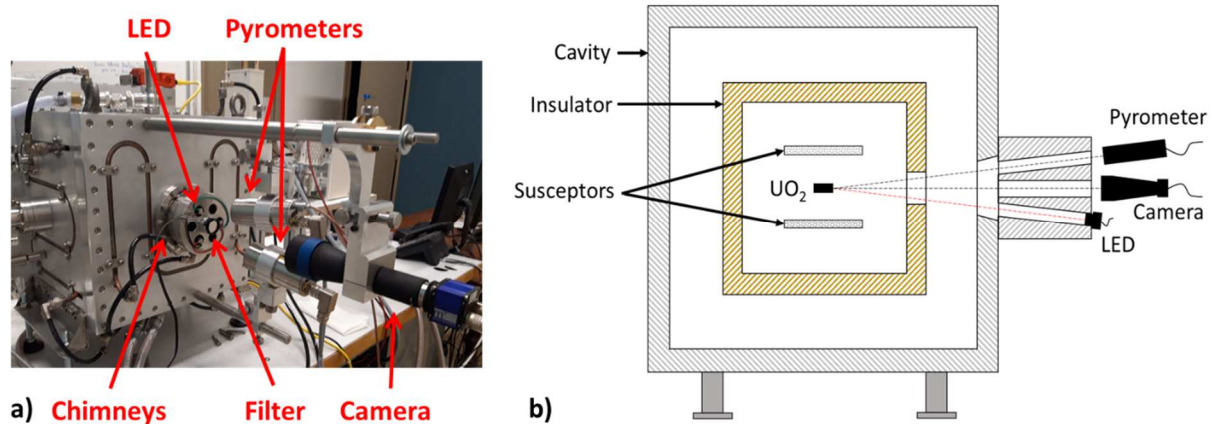 LED Pyrometers
Chimneys Filter Camera
a)
Cavity
Insulator
Susceptors
UO₂
Pyrometer
Camera
LED
b)